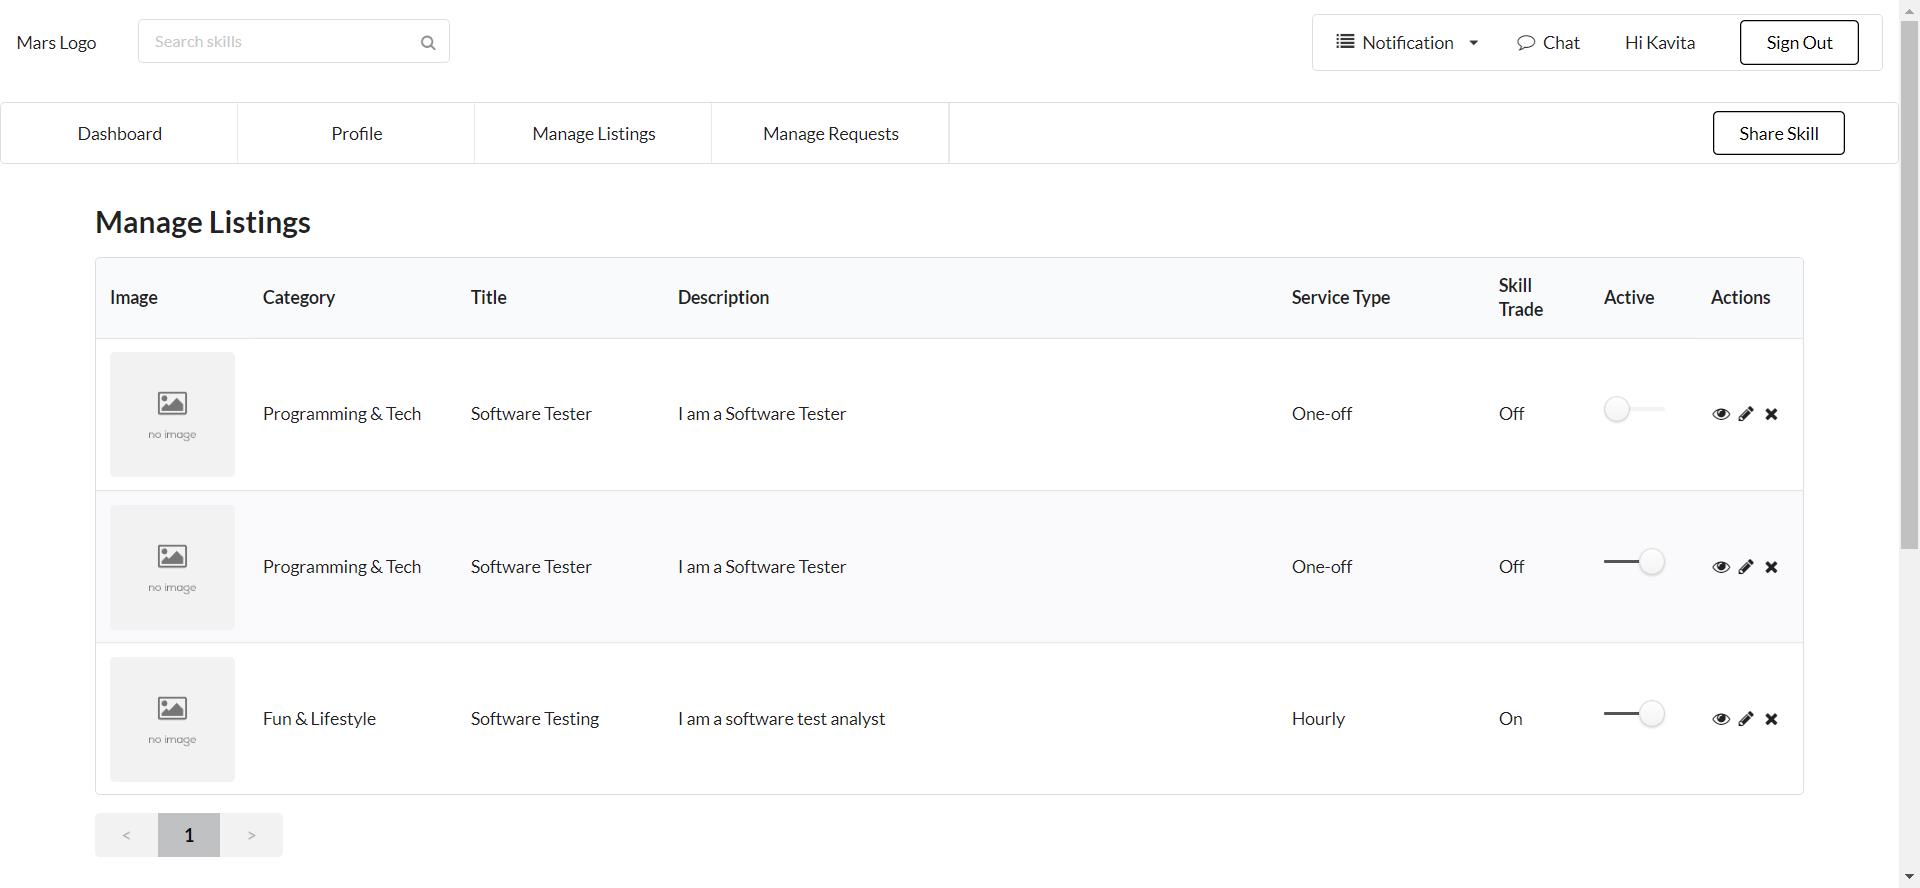 Mars Logo
Search skills
Notification
Chat
Hi Kavita
Sign Out
Dashboard
Profile
Manage Listings
Manage Requests
Share Skill
Manage Listings
Image Category Title Description Service Type Skill Trade Active Actions
no image
Programming & Tech Software Tester I am a Software Tester One-off Off
no image
Programming & Tech Software Tester I am a Software Tester One-off Off
no image
Fun & Lifestyle Software Testing I am a software test analyst Hourly On
< 1 >